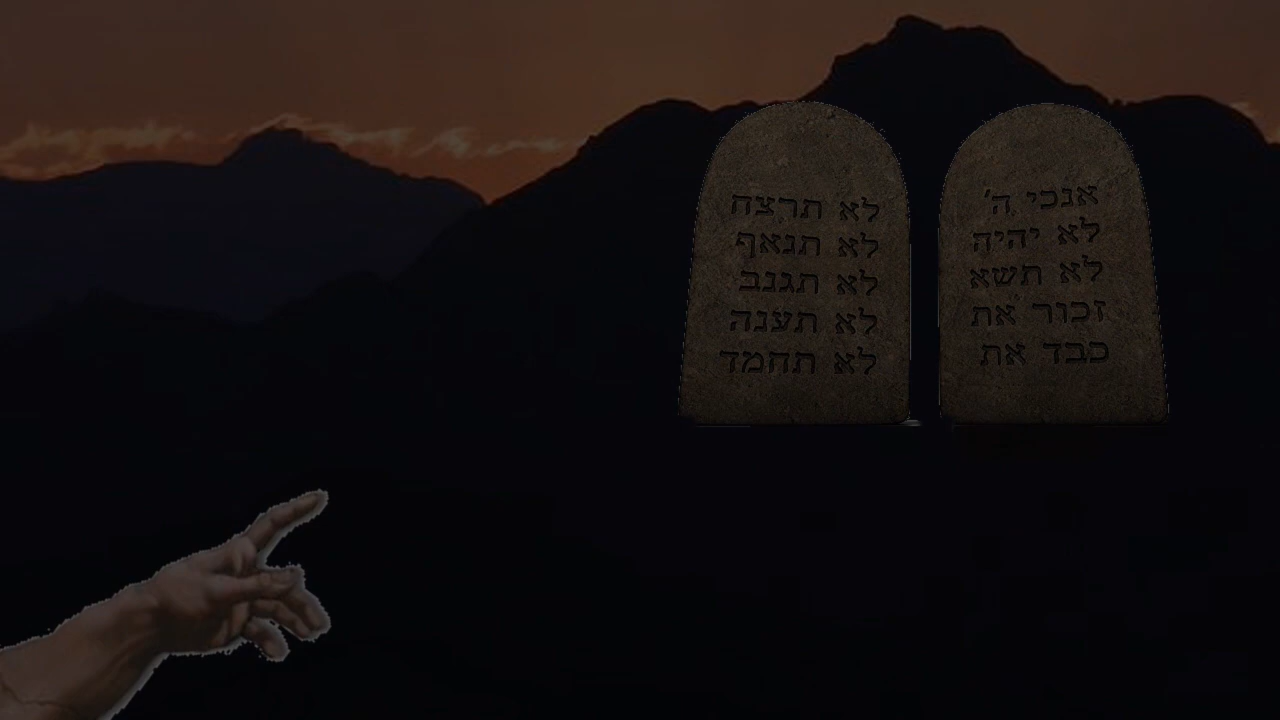 אנכי ה'
לא יהיה
לא תשא
זכור את
כבד את
לא תרצח
לא תנאף
לא תגנב
לא תענה
לא תחמד